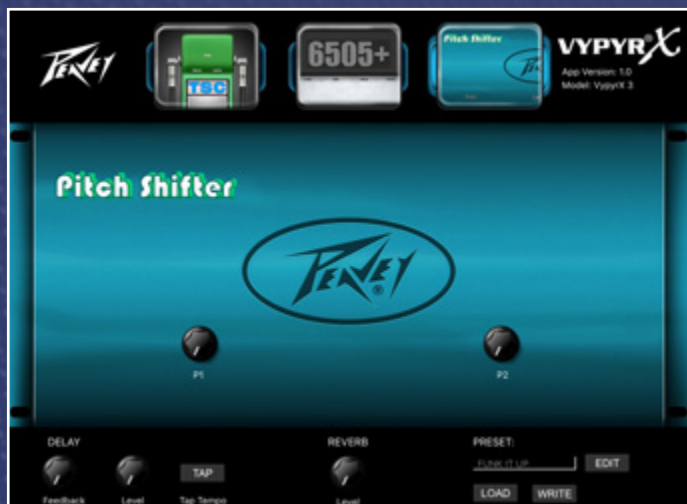 PEAVEY
TSC
6505+
Pitch Shifter
VYPYR® X
App Version: 1.0
Model: VypyrX 3
Pitch Shifter
PEAVEY®
P1
P2
DELAY
REVERB
PRESET:
FUNK IT UP
EDIT
TAP
Feedback
Level
Tap Tempo
Level
LOAD
WRITE